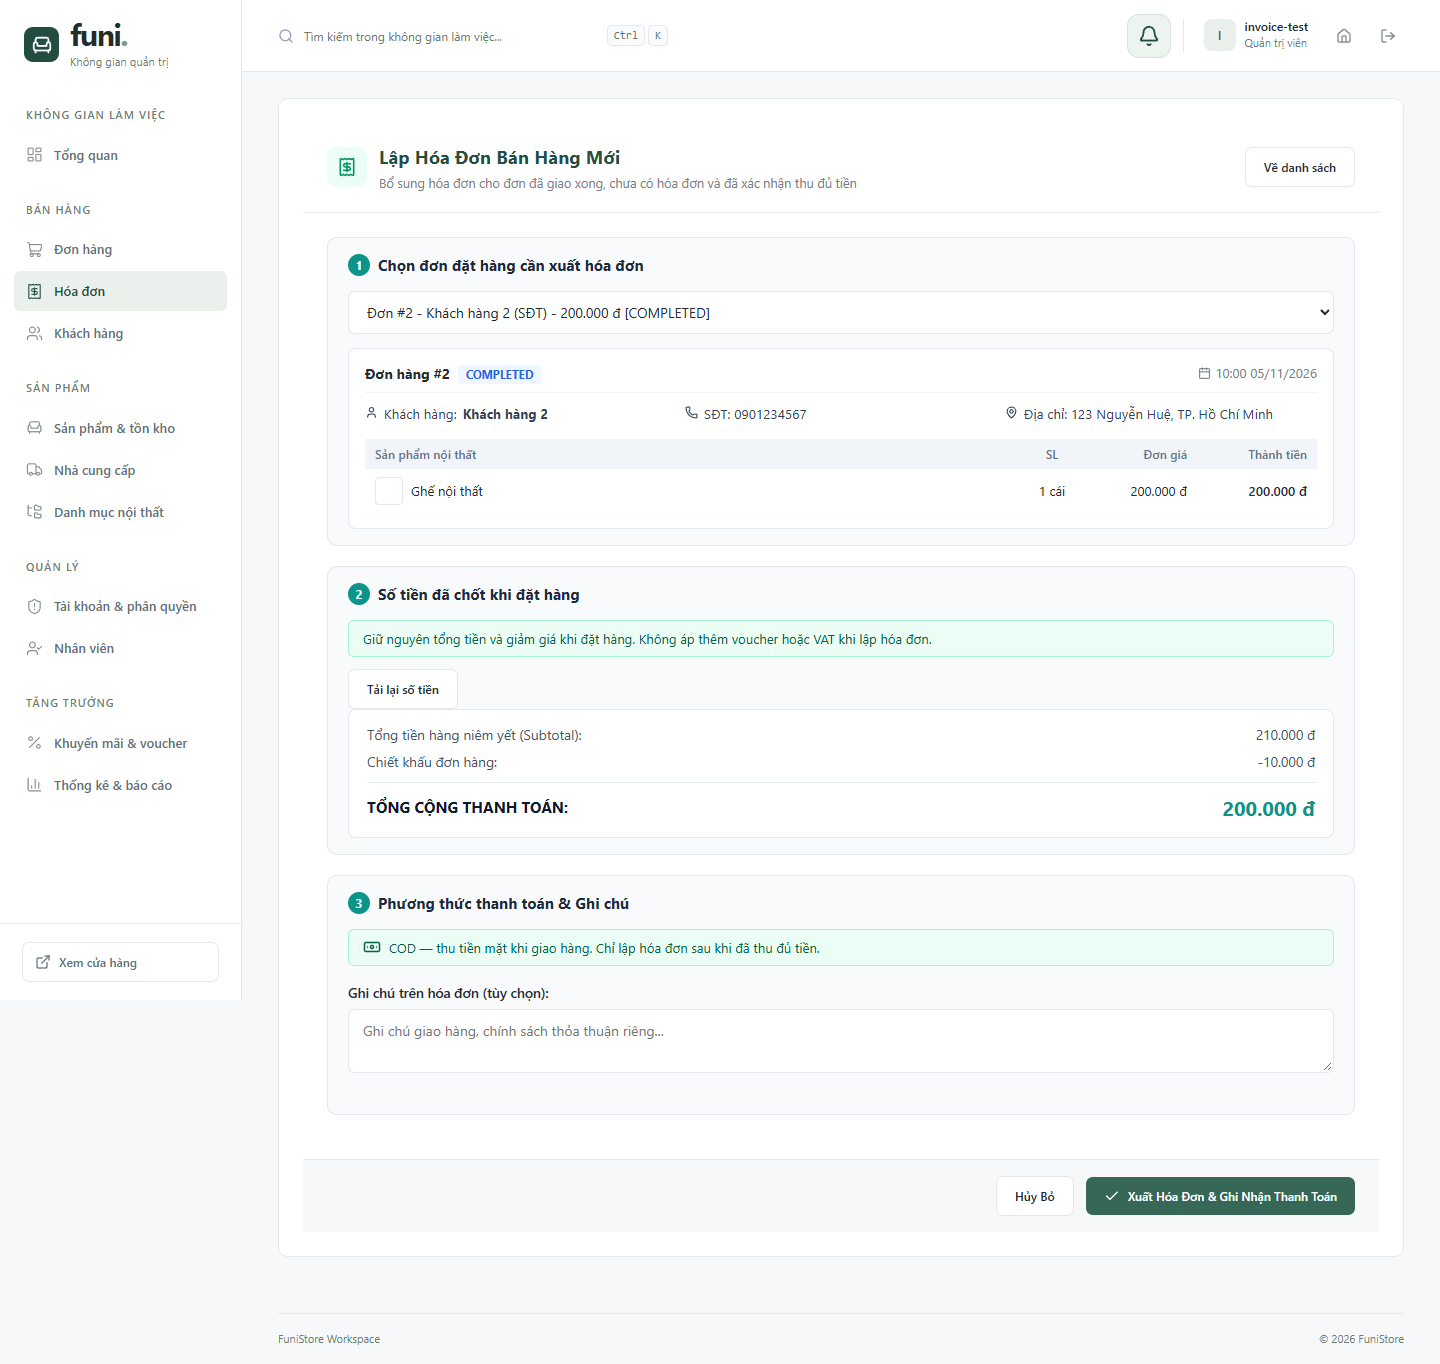 funi.
Không gian quản trị
Tìm kiếm trong không gian làm việc...
Ctrl K
I
invoice-test
Quản trị viên
KHÔNG GIAN LÀM VIỆC
Tổng quan
BÁN HÀNG
Đơn hàng
Hóa đơn
Khách hàng
SẢN PHẨM
Sản phẩm & tồn kho
Nhà cung cấp
Danh mục nội thất
QUẢN LÝ
Tài khoản & phân quyền
Nhân viên
TĂNG TRƯỞNG
Khuyến mãi & voucher
Thống kê & báo cáo
Xem cửa hàng
Lập Hóa Đơn Bán Hàng Mới
Bổ sung hóa đơn cho đơn đã giao xong, chưa có hóa đơn và đã xác nhận thu đủ tiền
Về danh sách
1 Chọn đơn đặt hàng cần xuất hóa đơn
Đơn #2 - Khách hàng 2 (SĐT) - 200.000 đ [COMPLETED]
Đơn hàng #2 COMPLETED 10:00 05/11/2026
Khách hàng: Khách hàng 2 SĐT: 0901234567 Địa chỉ: 123 Nguyễn Huệ, TP. Hồ Chí Minh
Sản phẩm nội thất SL Đơn giá Thành tiền
Ghế nội thất 1 cái 200.000 đ 200.000 đ
2 Số tiền đã chốt khi đặt hàng
Giữ nguyên tổng tiền và giảm giá khi đặt hàng. Không áp thêm voucher hoặc VAT khi lập hóa đơn.
Tải lại số tiền
Tổng tiền hàng niêm yết (Subtotal): 210.000 đ
Chiết khấu đơn hàng: -10.000 đ
TỔNG CỘNG THANH TOÁN: 200.000 đ
3 Phương thức thanh toán & Ghi chú
COD — thu tiền mặt khi giao hàng. Chỉ lập hóa đơn sau khi đã thu đủ tiền.
Ghi chú trên hóa đơn (tùy chọn):
Ghi chú giao hàng, chính sách thỏa thuận riêng...
Hủy Bỏ
Xuất Hóa Đơn & Ghi Nhận Thanh Toán
FuniStore Workspace
© 2026 FuniStore